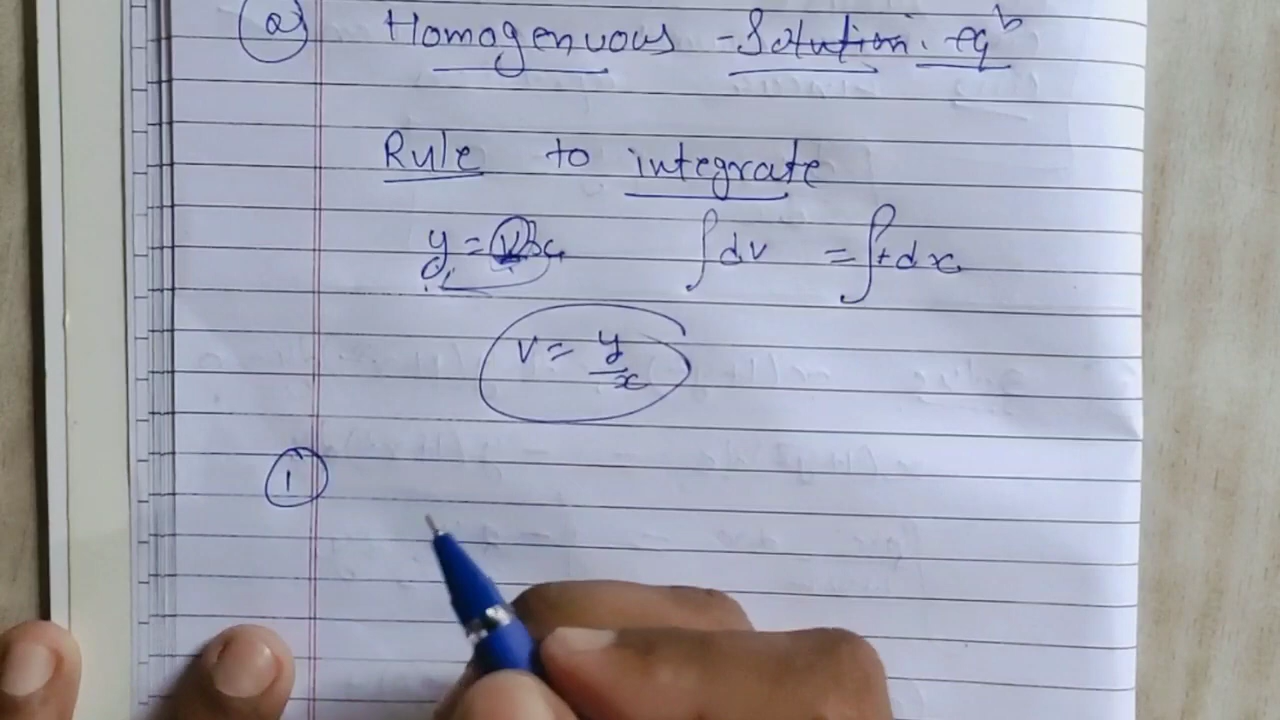 a) Homogenuous - Solution. eqn
Rule to integrate
y = vx ∫dv = ∫+dx
v = y/x
1